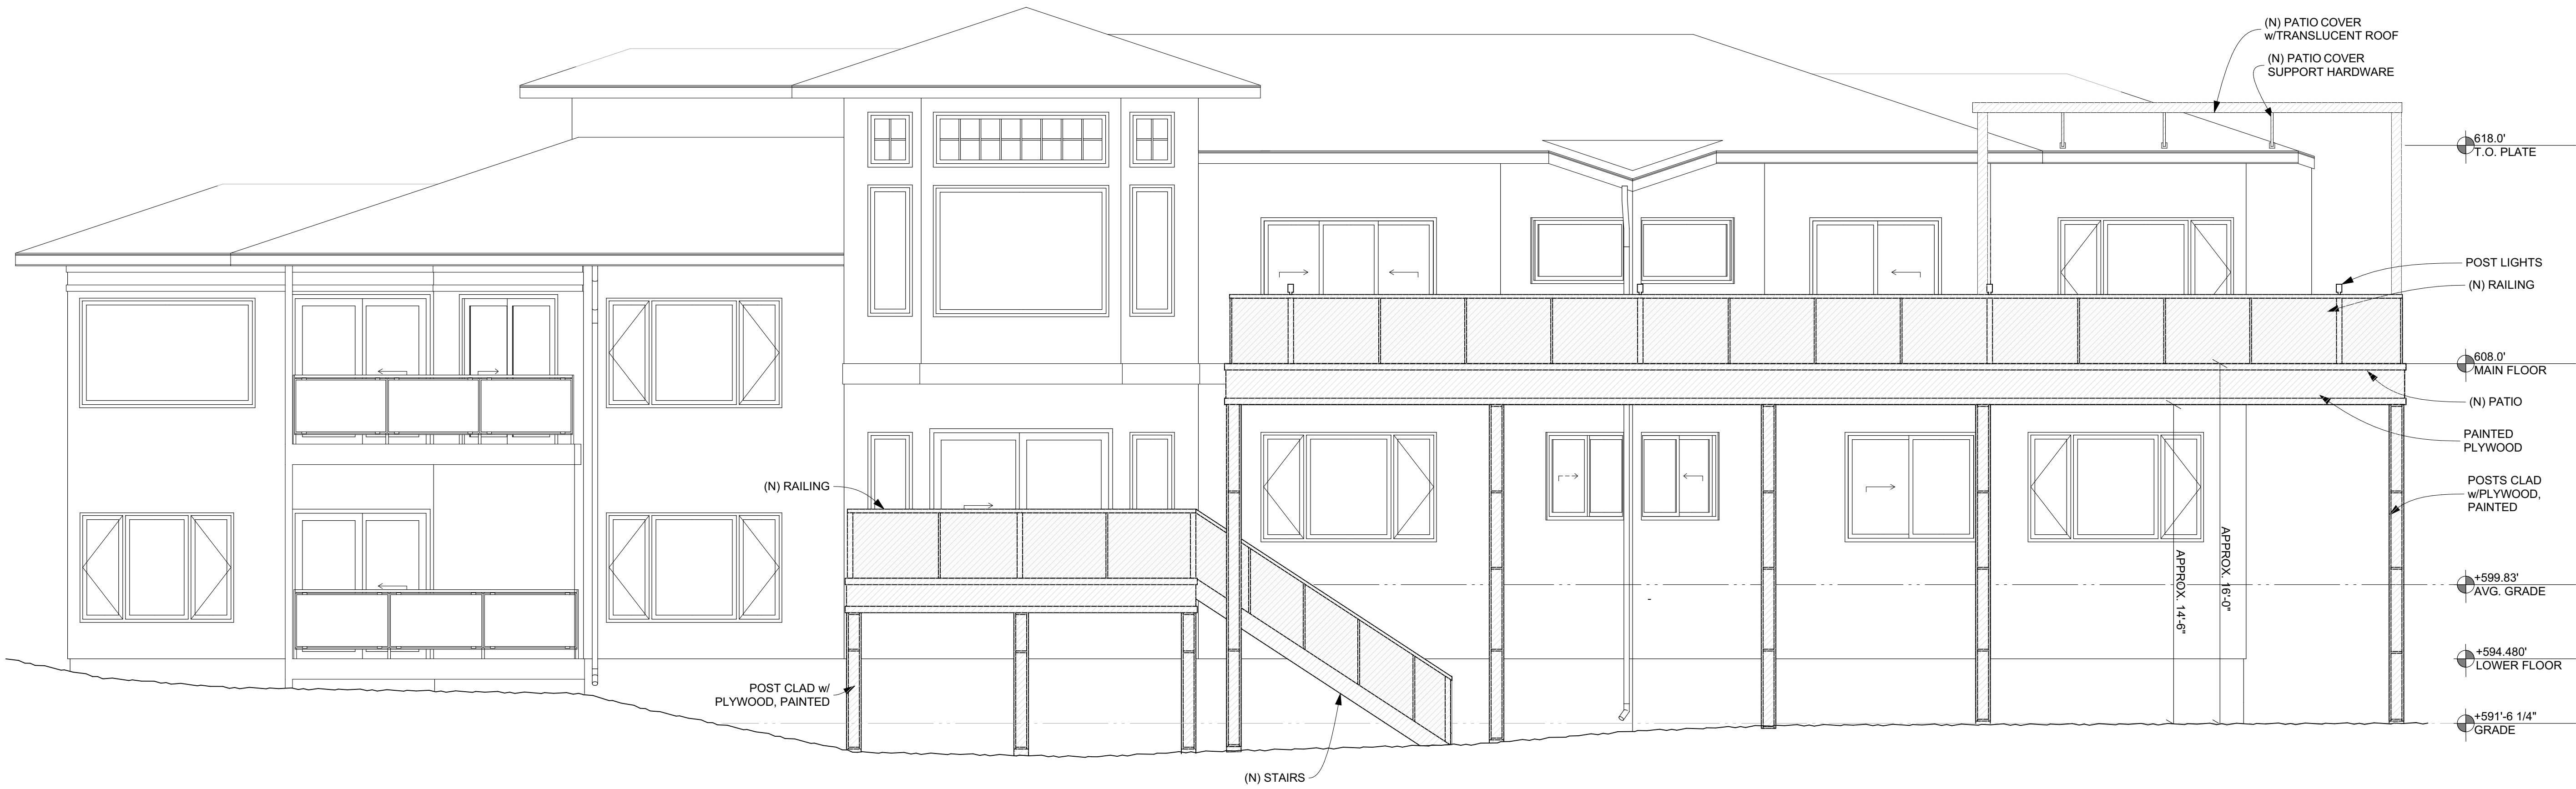 (N) PATIO COVER
w/TRANSLUCENT ROOF
(N) PATIO COVER
SUPPORT HARDWARE
618.0'
T.O. PLATE
POST LIGHTS
(N) RAILING
608.0'
MAIN FLOOR
(N) PATIO
PAINTED
PLYWOOD
POSTS CLAD
w/PLYWOOD,
PAINTED
(N) RAILING
APPROX. 16'-0"
APPROX. 14'-6"
+599.83'
AVG. GRADE
+594.480'
LOWER FLOOR
POST CLAD w/
PLYWOOD, PAINTED
+591'-6 1/4"
GRADE
(N) STAIRS